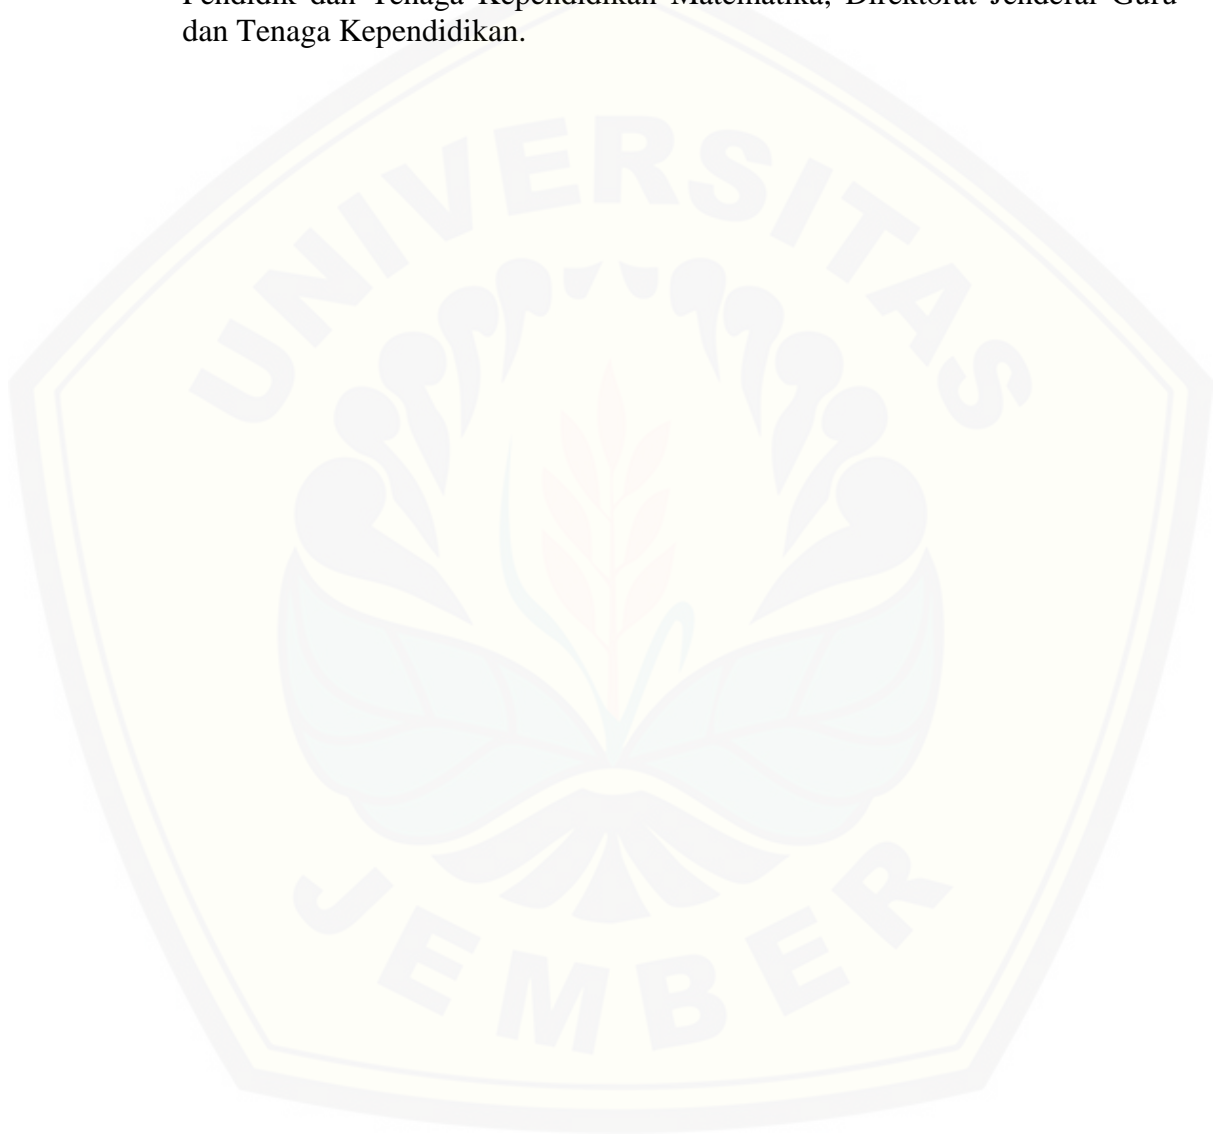 Pendidik dan Tenaga Kependidikan Matematika, Direktorat Jenderal Guru
dan Tenaga Kependidikan.
UNIVERSITAS
JEMBER